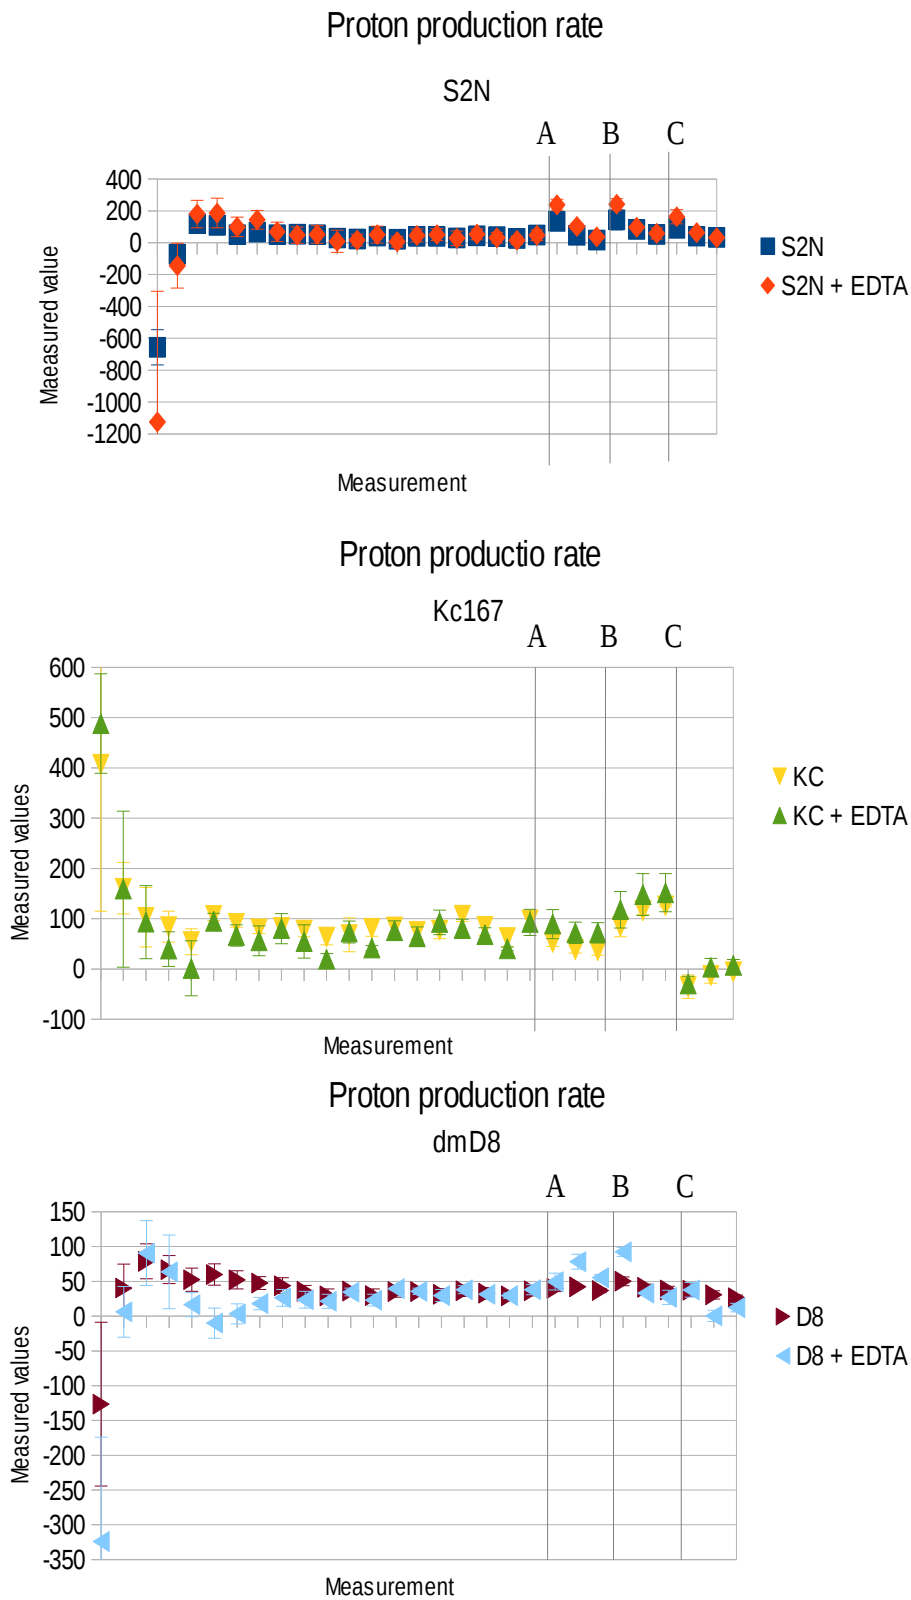 Proton production rate
S2N
A B C
400
200
0
-200
-400
-600
-800
-1000
-1200
Maeasured value
S2N
S2N + EDTA
Measurement
Proton productio rate
Kc167
A B C
600
500
400
300
200
100
0
-100
Measured values
KC
KC + EDTA
Measurement
Proton production rate
dmD8
A B C
150
100
50
0
-50
-100
-150
-200
-250
-300
-350
Measured values
D8
D8 + EDTA
Measurement